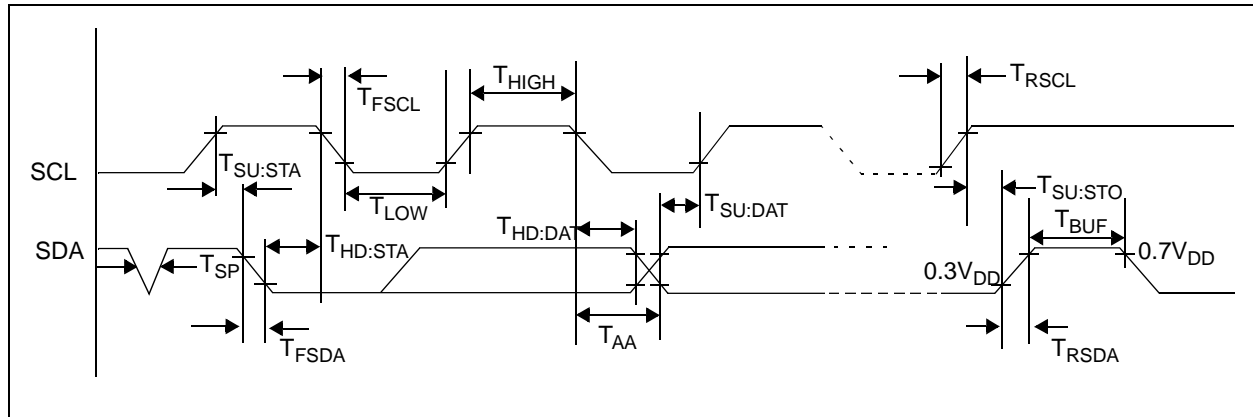 T_HIGH
T_RSCL
T_FSCL
SCL
T_SU:STA
T_LOW
T_SU:DAT
T_SU:STO
T_HD:DAT
T_BUF
SDA
T_HD:STA
0.7V_DD
T_SP
0.3V_DD
T_FSDA
T_AA
T_RSDA